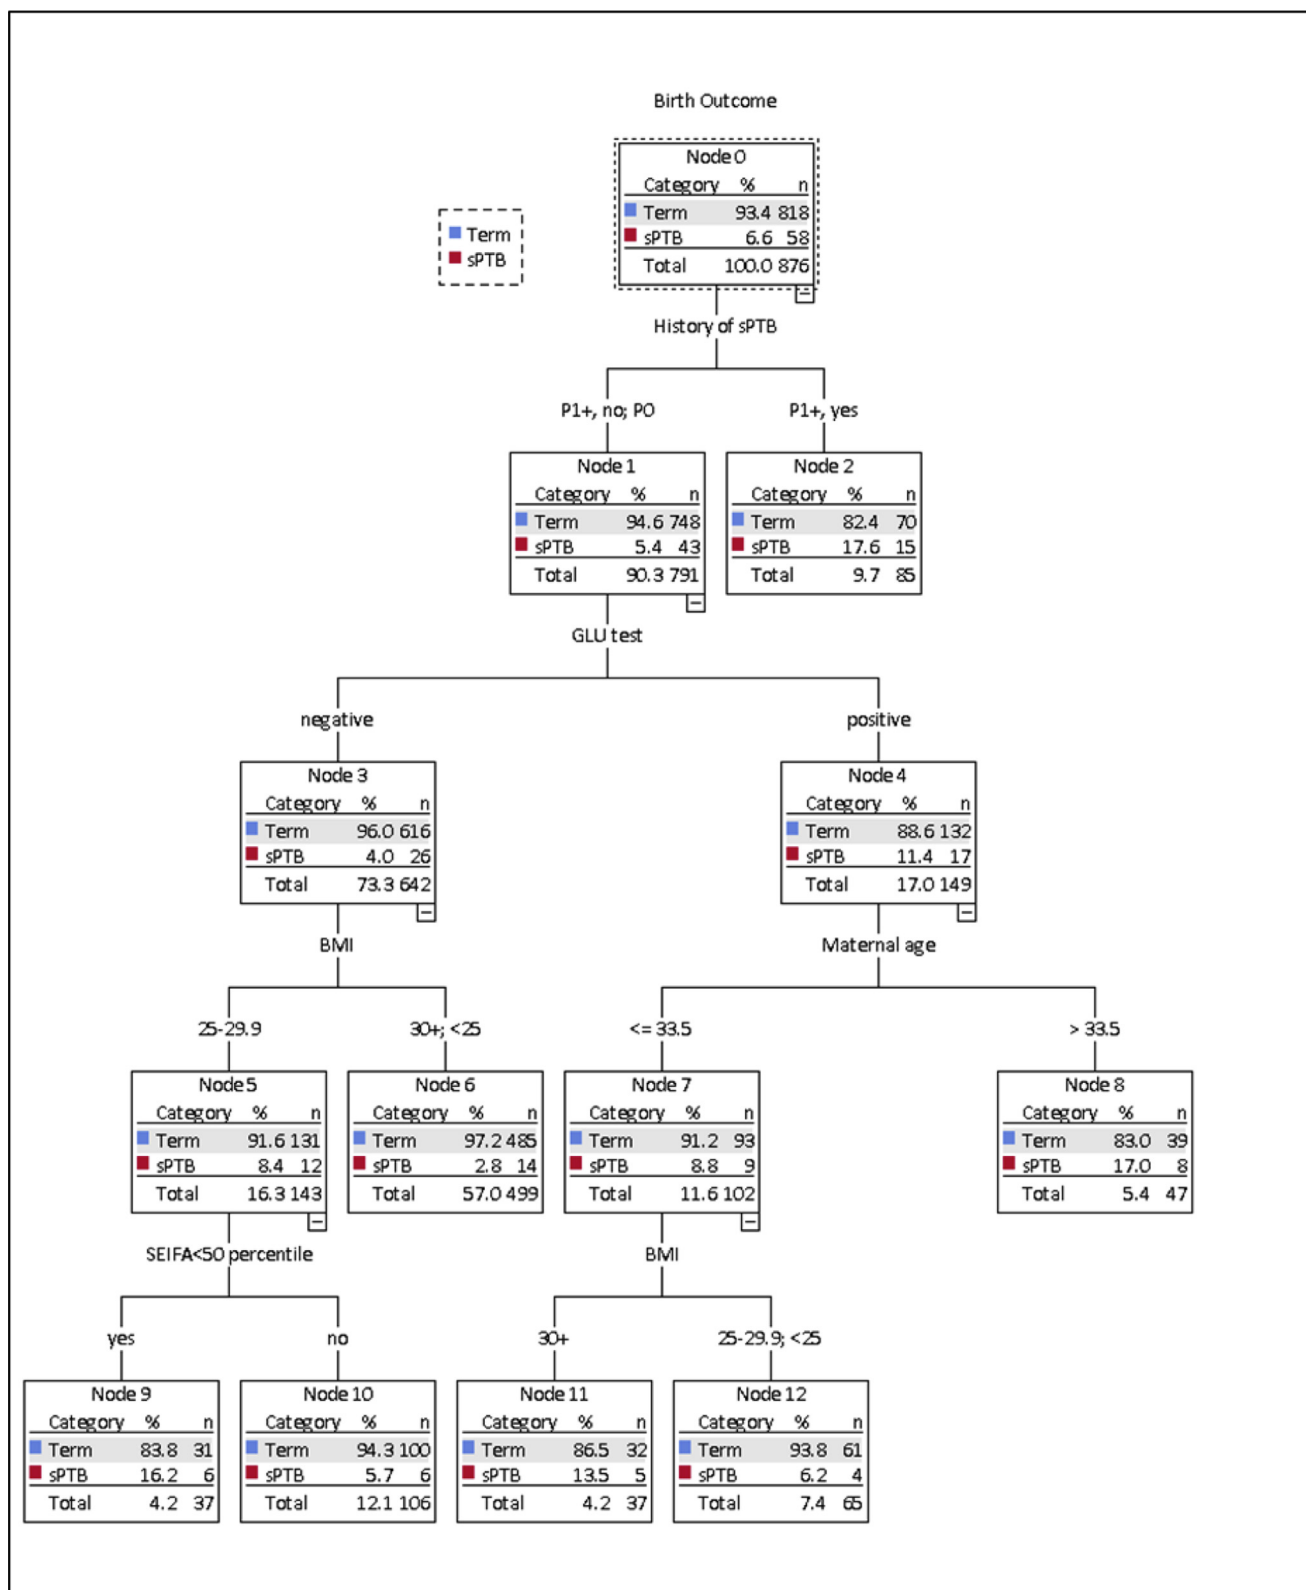 Birth Outcome
Node 0
Category % n
Term 93.4 818
sPTB 6.6 58
Total 100.0 876
Term
sPTB
History of sPTB
P1+, no; P0
P1+, yes
Node 1
Category % n
Term 94.6 748
sPTB 5.4 43
Total 90.3 791
Node 2
Category % n
Term 82.4 70
sPTB 17.6 15
Total 9.7 85
GLU test
negative
positive
Node 3
Category % n
Term 96.0 616
sPTB 4.0 26
Total 73.3 642
Node 4
Category % n
Term 88.6 132
sPTB 11.4 17
Total 17.0 149
BMI
Maternal age
25-29.9
30+; <25
<= 33.5
> 33.5
Node 5
Category % n
Term 91.6 131
sPTB 8.4 12
Total 16.3 143
Node 6
Category % n
Term 97.2 485
sPTB 2.8 14
Total 57.0 499
Node 7
Category % n
Term 91.2 93
sPTB 8.8 9
Total 11.6 102
Node 8
Category % n
Term 83.0 39
sPTB 17.0 8
Total 5.4 47
SEIFA<50 percentile
BMI
yes
no
30+
25-29.9; <25
Node 9
Category % n
Term 83.8 31
sPTB 16.2 6
Total 4.2 37
Node 10
Category % n
Term 94.3 100
sPTB 5.7 6
Total 12.1 106
Node 11
Category % n
Term 86.5 32
sPTB 13.5 5
Total 4.2 37
Node 12
Category % n
Term 93.8 61
sPTB 6.2 4
Total 7.4 65